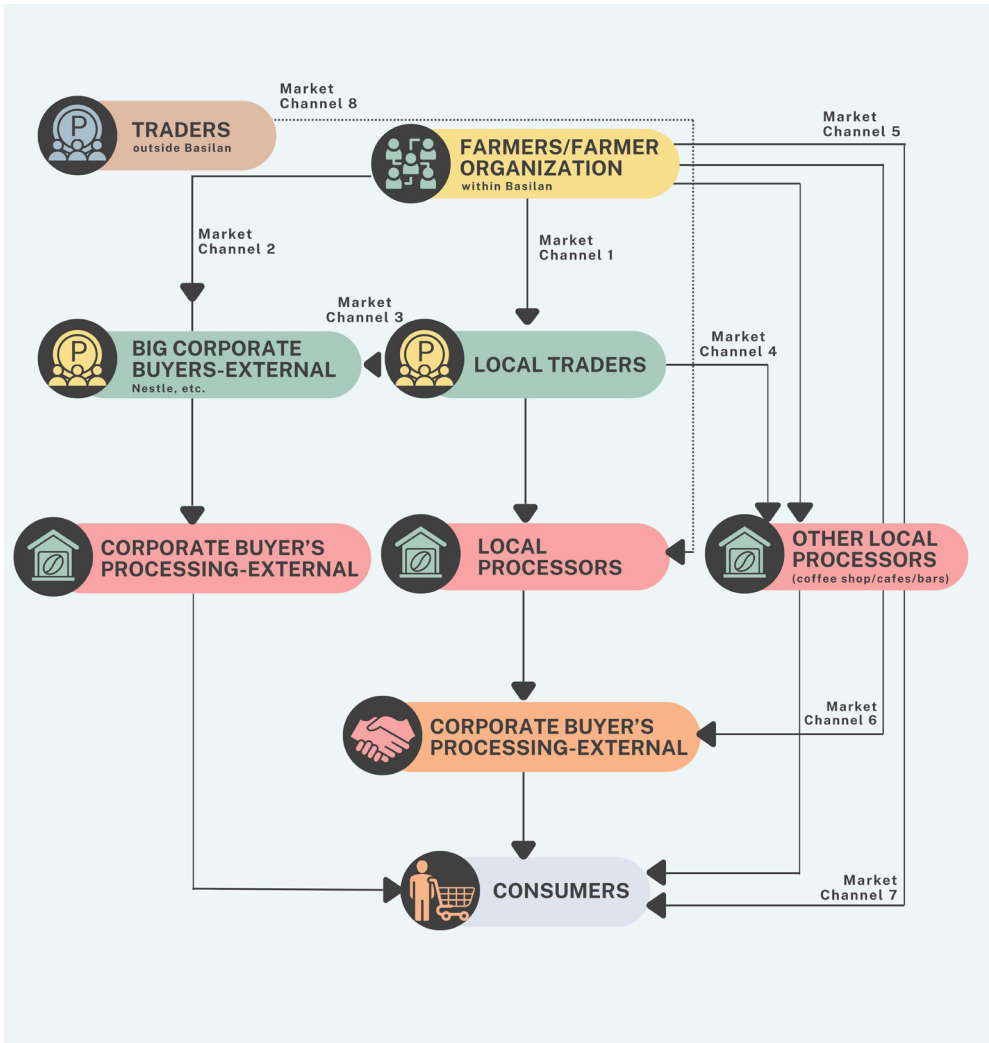 Market
Channel 8
TRADERS
outside Basilan
FARMERS/FARMER
ORGANIZATION
within Basilan
Market
Channel 5
Market
Channel 2
Market
Channel 1
Market
Channel 3
BIG CORPORATE
BUYERS-EXTERNAL
Nestle, etc.
LOCAL TRADERS
Market
Channel 4
CORPORATE BUYER'S
PROCESSING-EXTERNAL
LOCAL
PROCESSORS
OTHER LOCAL
PROCESSORS
(coffee shop/cafes/bars)
CORPORATE BUYER'S
PROCESSING-EXTERNAL
Market
Channel 6
CONSUMERS
Market
Channel 7
P
P
P